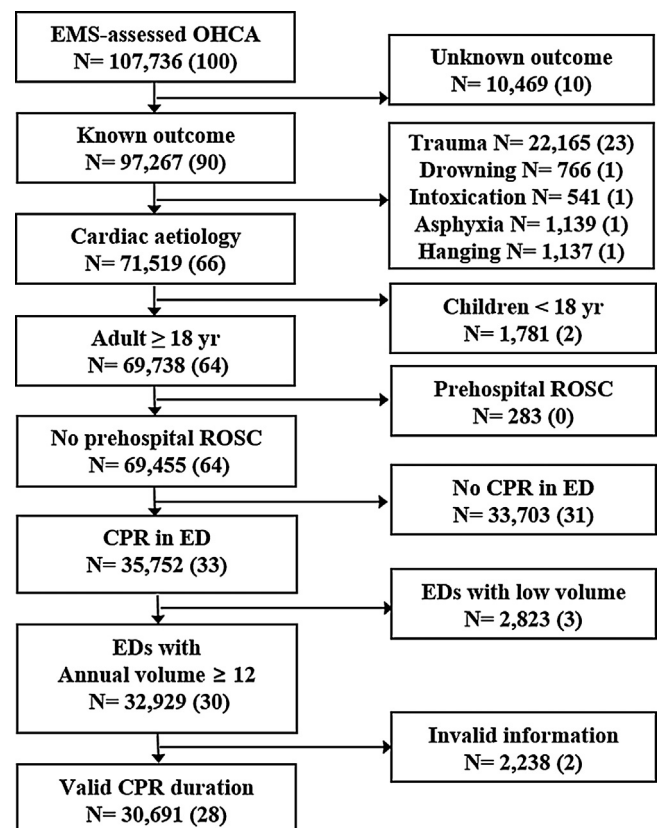 EMS-assessed OHCA
N= 107,736 (100)
Unknown outcome
N= 10,469 (10)
Known outcome
N= 97,267 (90)
Trauma N= 22,165 (23)
Drowning N= 766 (1)
Intoxication N= 541 (1)
Asphyxia N= 1,139 (1)
Hanging N= 1,137 (1)
Cardiac aetiology
N= 71,519 (66)
Children < 18 yr
N= 1,781 (2)
Adult ≥ 18 yr
N= 69,738 (64)
Prehospital ROSC
N= 283 (0)
No prehospital ROSC
N= 69,455 (64)
No CPR in ED
N= 33,703 (31)
CPR in ED
N= 35,752 (33)
EDs with low volume
N= 2,823 (3)
EDs with
Annual volume ≥ 12
N= 32,929 (30)
Invalid information
N= 2,238 (2)
Valid CPR duration
N= 30,691 (28)